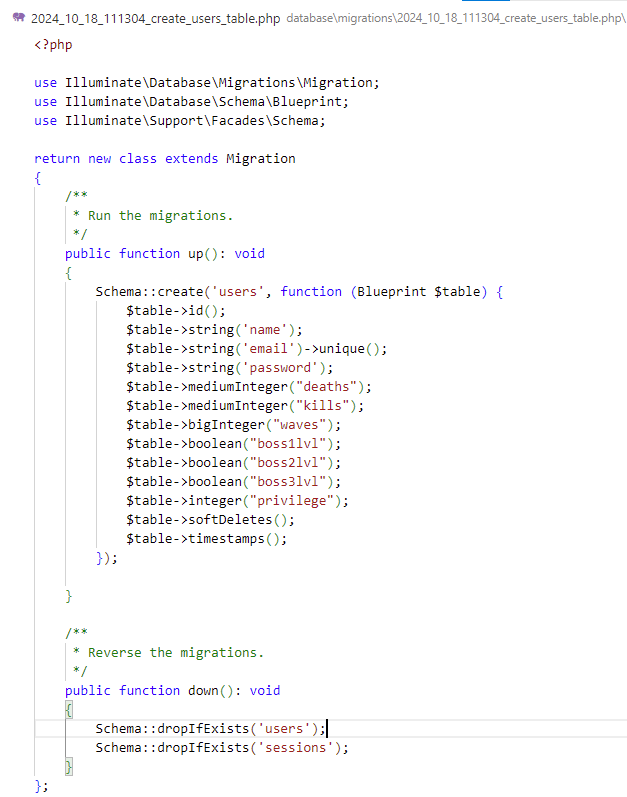 2024_10_18_111304_create_users_table.php database\migrations\2024_10_18_111304_create_users_table.php\
<?php
use Illuminate\Database\Migrations\Migration;
use Illuminate\Database\Schema\Blueprint;
use Illuminate\Support\Facades\Schema;
return new class extends Migration
{
/**
* Run the migrations.
*/
public function up(): void
{
Schema::create('users', function (Blueprint $table) {
$table->id();
$table->string('name');
$table->string('email')->unique();
$table->string('password');
$table->mediumInteger("deaths");
$table->mediumInteger("kills");
$table->bigInteger("waves");
$table->boolean("boss1lvl");
$table->boolean("boss2lvl");
$table->boolean("boss3lvl");
$table->integer("privilege");
$table->softDeletes();
$table->timestamps();
});
}
/**
* Reverse the migrations.
*/
public function down(): void
{
Schema::dropIfExists('users');
Schema::dropIfExists('sessions');
}
};